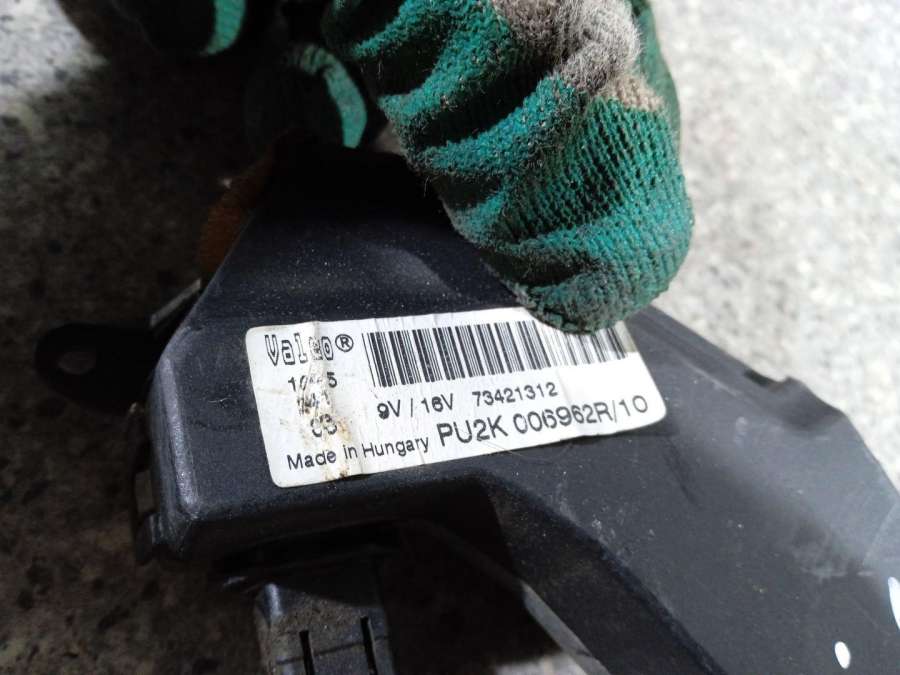 Valeo®
9V / 16V 73421312
PU2K 006962R/10
Made in Hungary